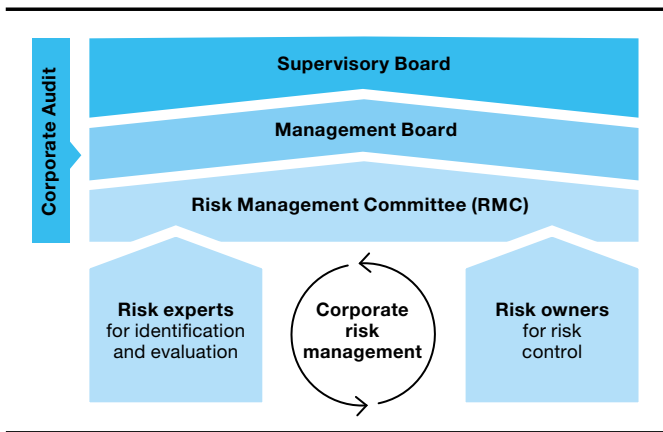 Corporate Audit
Supervisory Board
Management Board
Risk Management Committee (RMC)
Risk experts
for identification
and evaluation
Corporate
risk
management
Risk owners
for risk
control